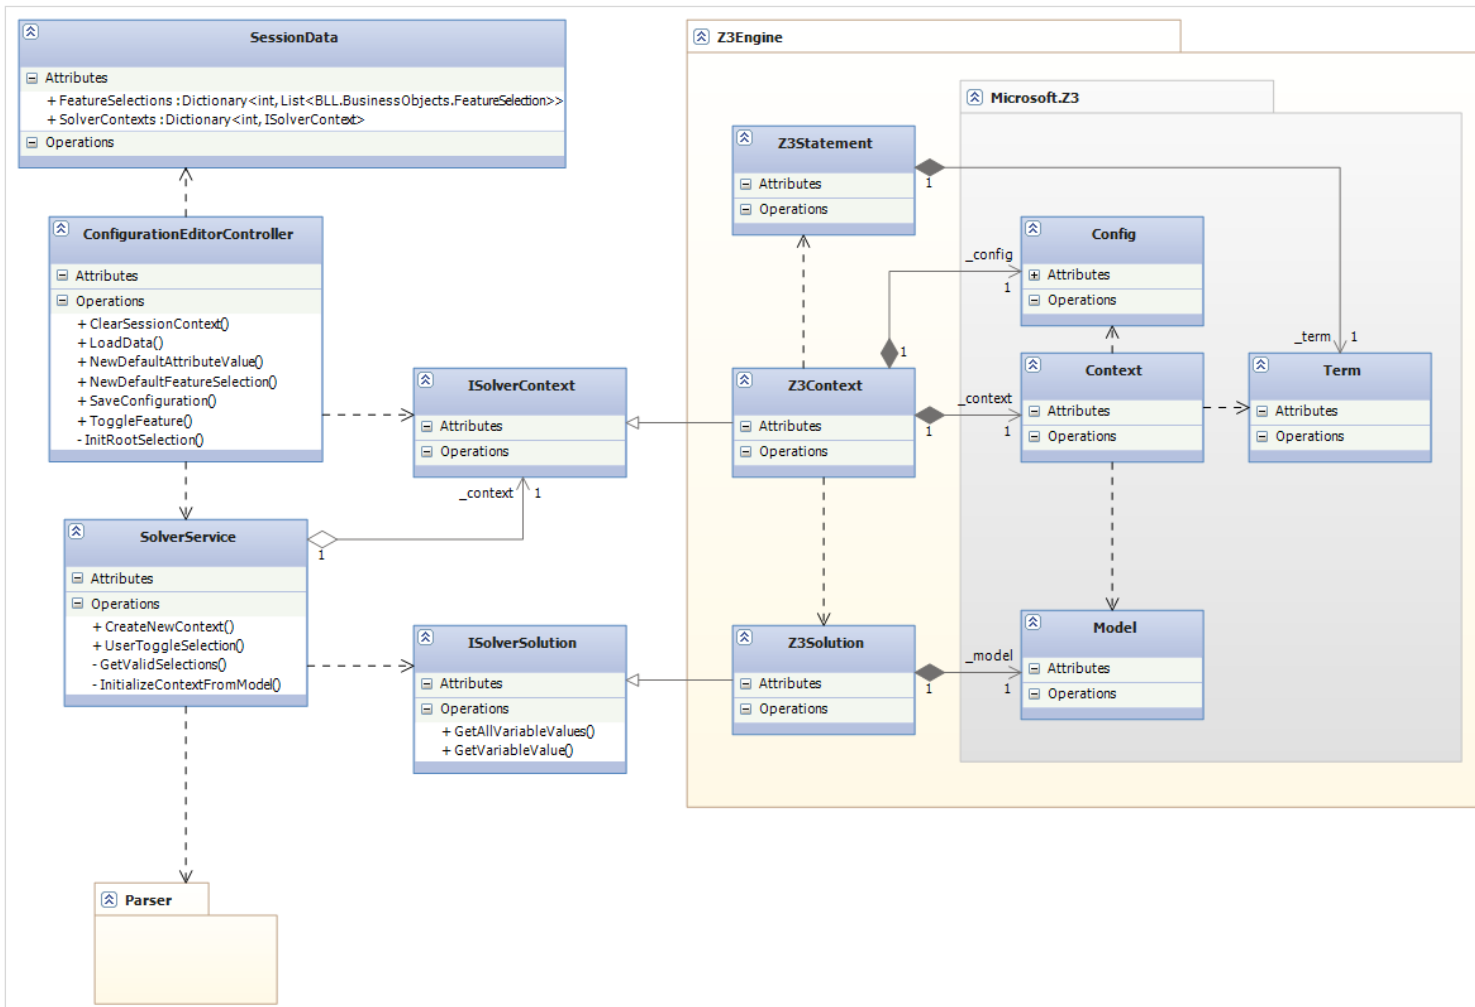 SessionData
Attributes
+ FeatureSelections : Dictionary<int, List<BLL.BusinessObjects.FeatureSelection>>
+ SolverContexts : Dictionary<int, ISolverContext>
Operations
ConfigurationEditorController
Attributes
Operations
+ ClearSessionContext()
+ LoadData()
+ NewDefaultAttributeValue()
+ NewDefaultFeatureSelection()
+ SaveConfiguration()
+ ToggleFeature()
- InitRootSelection()
SolverService
Attributes
Operations
+ CreateNewContext()
+ UserToggleSelection()
- GetValidSelections()
- InitializeContextFromModel()
1
Parser
ISolverContext
Attributes
Operations
_context
1
ISolverSolution
Attributes
Operations
+ GetAllVariableValues()
+ GetVariableValue()
Z3Engine
Z3Statement
Attributes
Operations
1
Z3Context
Attributes
Operations
1
1
Z3Solution
Attributes
Operations
1
Microsoft.Z3
_config
1
Config
Attributes
Operations
_context
1
Context
Attributes
Operations
_term
1
Term
Attributes
Operations
_model
1
Model
Attributes
Operations